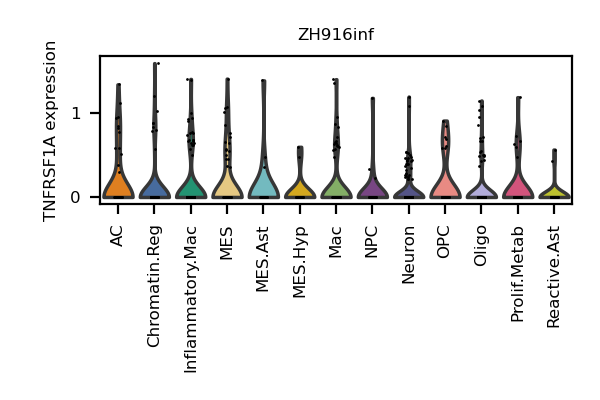 ZH916inf
TNFRSF1A expression
1
0
AC
Chromatin.Reg
Inflammatory.Mac
MES
MES.Ast
MES.Hyp
Mac
NPC
Neuron
OPC
Oligo
Prolif.Metab
Reactive.Ast